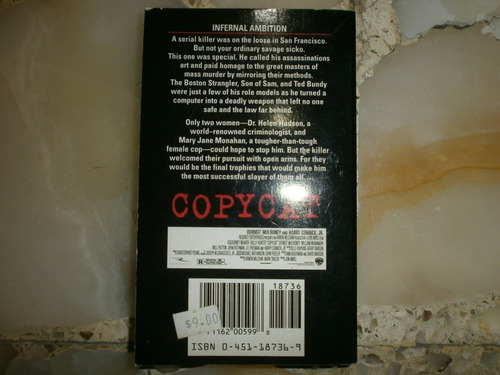 INFERNAL AMBITION
A serial killer was on the loose in San Francisco.
But not your ordinary savage sicko.
This one was special. He called his assassinations
art and paid homage to the great masters of
mass murder by mirroring their methods.
The Boston Strangler, Son of Sam, and Ted Bundy
were just a few of his role models as he turned a
computer into a deadly weapon that left no one
safe and the law far behind.
Only two women—Dr. Helen Hudson, a
world-renowned criminologist, and
Mary Jane Monahan, a tougher-than-tough
female cop—could hope to stop him. But the killer
welcomed their pursuit with open arms. For they
would be the final trophies that would make him
the most successful slayer of them all....
COPYCAT
DERMOT MULRONEY AND HARRY CONNICK, JR.
18736
$9.00
71162 00599 8
ISBN 0-451-18736-9